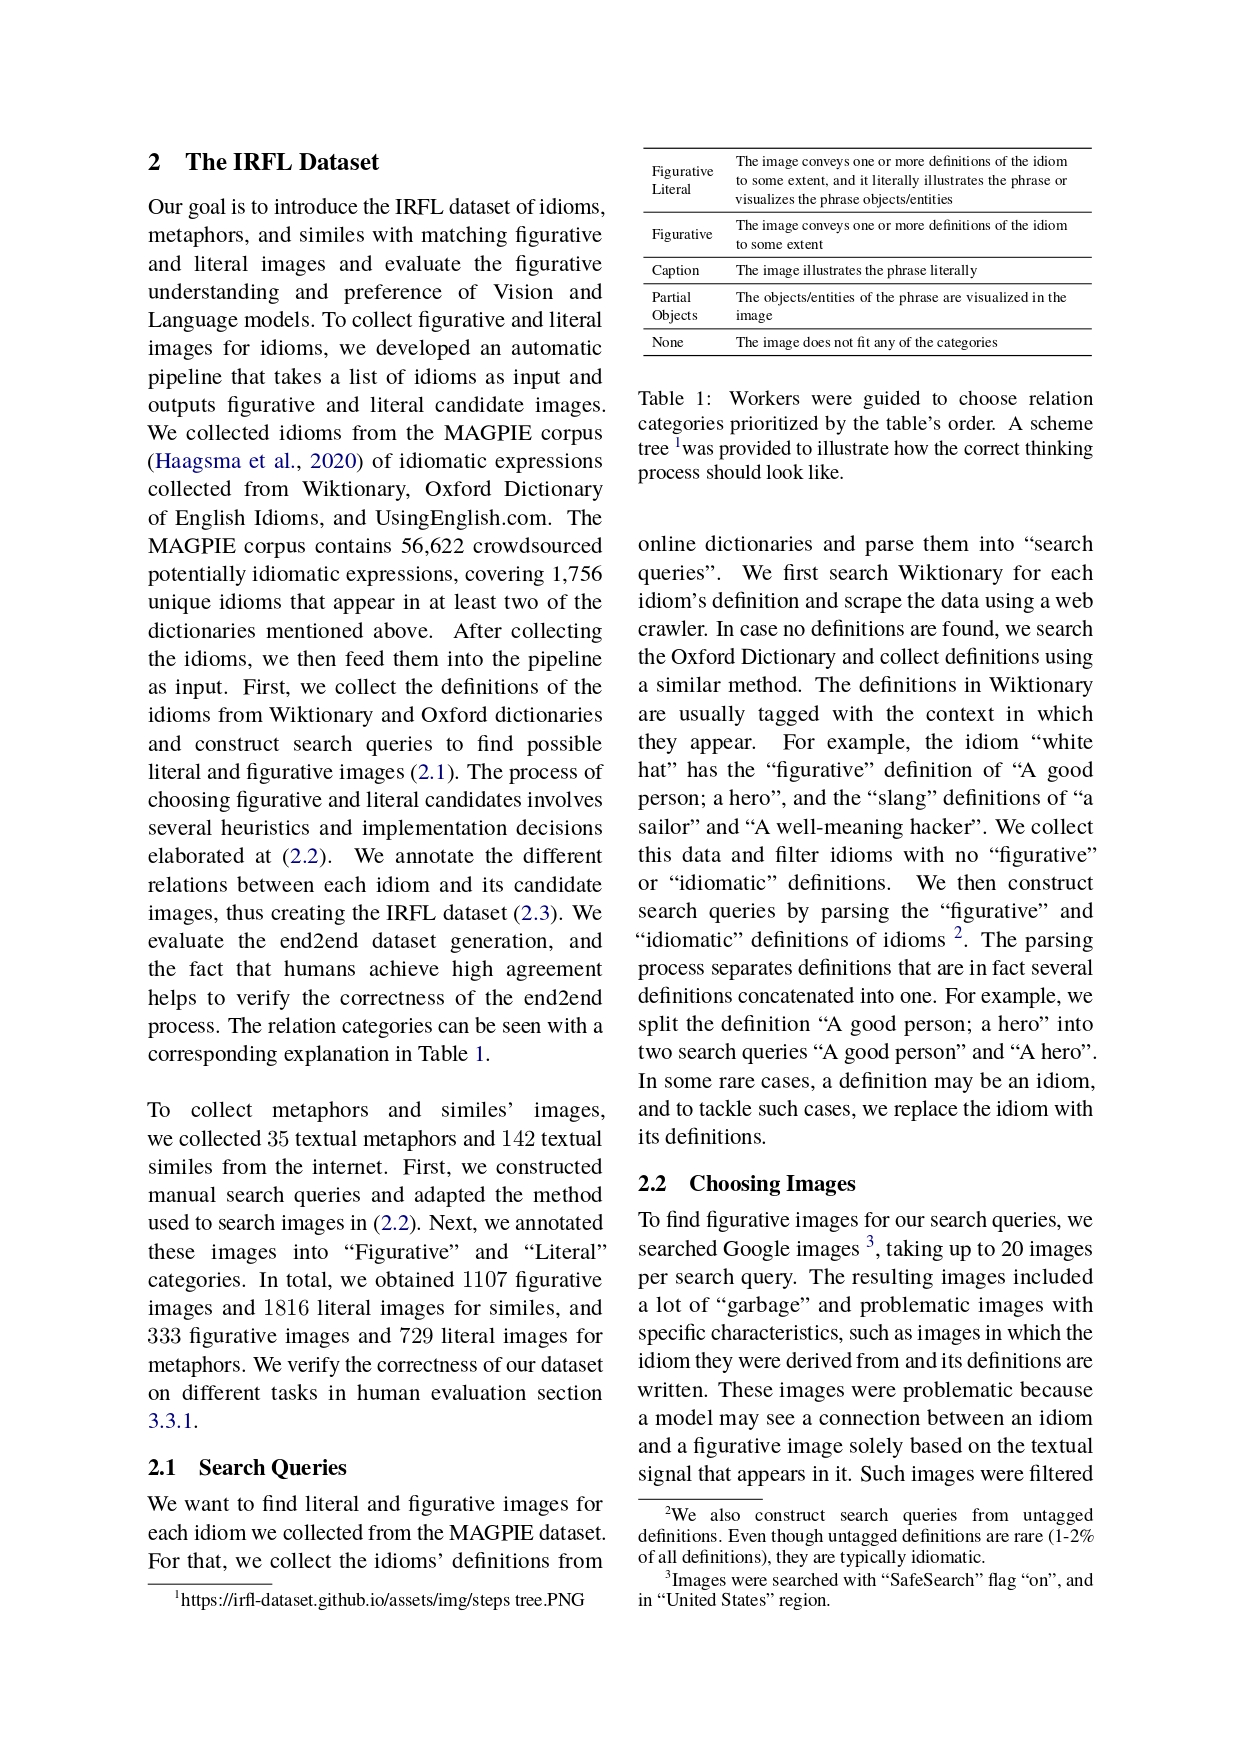 2 The IRFL Dataset
Our goal is to introduce the IRFL dataset of idioms,
metaphors, and similes with matching figurative
and literal images and evaluate the figurative
understanding and preference of Vision and
Language models. To collect figurative and literal
images for idioms, we developed an automatic
pipeline that takes a list of idioms as input and
outputs figurative and literal candidate images.
We collected idioms from the MAGPIE corpus
(Haagsma et al., 2020) of idiomatic expressions
collected from Wiktionary, Oxford Dictionary
of English Idioms, and UsingEnglish.com. The
MAGPIE corpus contains 56,622 crowdsourced
potentially idiomatic expressions, covering 1,756
unique idioms that appear in at least two of the
dictionaries mentioned above. After collecting
the idioms, we then feed them into the pipeline
as input. First, we collect the definitions of the
idioms from Wiktionary and Oxford dictionaries
and construct search queries to find possible
literal and figurative images (2.1). The process of
choosing figurative and literal candidates involves
several heuristics and implementation decisions
elaborated at (2.2). We annotate the different
relations between each idiom and its candidate
images, thus creating the IRFL dataset (2.3). We
evaluate the end2end dataset generation, and
the fact that humans achieve high agreement
helps to verify the correctness of the end2end
process. The relation categories can be seen with a
corresponding explanation in Table 1.
To collect metaphors and similes’ images,
we collected 35 textual metaphors and 142 textual
similes from the internet. First, we constructed
manual search queries and adapted the method
used to search images in (2.2). Next, we annotated
these images into “Figurative” and “Literal”
categories. In total, we obtained 1107 figurative
images and 1816 literal images for similes, and
333 figurative images and 729 literal images for
metaphors. We verify the correctness of our dataset
on different tasks in human evaluation section
3.3.1.
2.1 Search Queries
We want to find literal and figurative images for
each idiom we collected from the MAGPIE dataset.
For that, we collect the idioms’ definitions from
1https://irfl-dataset.github.io/assets/img/steps tree.PNG
Figurative Literal The image conveys one or more definitions of the idiom
to some extent, and it literally illustrates the phrase or
visualizes the phrase objects/entities
Figurative The image conveys one or more definitions of the idiom
to some extent
Caption The image illustrates the phrase literally
Partial The objects/entities of the phrase are visualized in the
Objects image
None The image does not fit any of the categories
Table 1: Workers were guided to choose relation
categories prioritized by the table’s order. A scheme
tree 1was provided to illustrate how the correct thinking
process should look like.
online dictionaries and parse them into “search
queries”. We first search Wiktionary for each
idiom’s definition and scrape the data using a web
crawler. In case no definitions are found, we search
the Oxford Dictionary and collect definitions using
a similar method. The definitions in Wiktionary
are usually tagged with the context in which
they appear. For example, the idiom “white
hat” has the “figurative” definition of “A good
person; a hero”, and the “slang” definitions of “a
sailor” and “A well-meaning hacker”. We collect
this data and filter idioms with no “figurative”
or “idiomatic” definitions. We then construct
search queries by parsing the “figurative” and
“idiomatic” definitions of idioms 2. The parsing
process separates definitions that are in fact several
definitions concatenated into one. For example, we
split the definition “A good person; a hero” into
two search queries “A good person” and “A hero”.
In some rare cases, a definition may be an idiom,
and to tackle such cases, we replace the idiom with
its definitions.
2.2 Choosing Images
To find figurative images for our search queries, we
searched Google images 3, taking up to 20 images
per search query. The resulting images included
a lot of “garbage” and problematic images with
specific characteristics, such as images in which the
idiom they were derived from and its definitions are
written. These images were problematic because
a model may see a connection between an idiom
and a figurative image solely based on the textual
signal that appears in it. Such images were filtered
2We also construct search queries from untagged
definitions. Even though untagged definitions are rare (1-2%
of all definitions), they are typically idiomatic.
3Images were searched with “SafeSearch” flag “on”, and
in “United States” region.